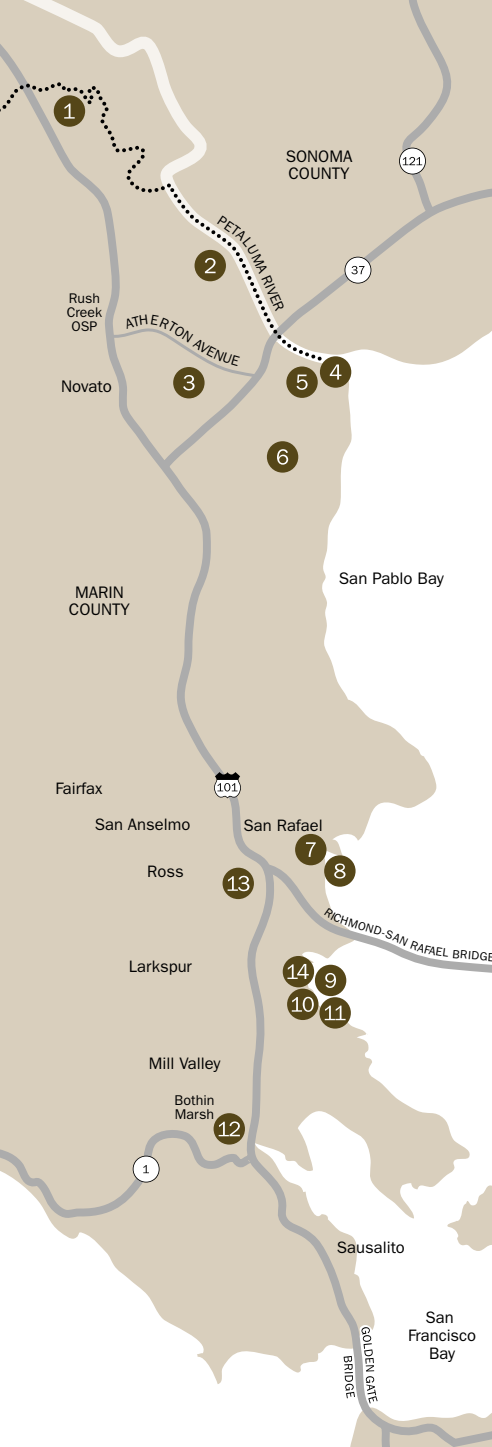 1
SONOMA
COUNTY
121
PETALUMA RIVER
2
37
Rush
Creek
OSP
ATHERTON AVENUE
Novato
3
5
4
6
San Pablo Bay
MARIN
COUNTY
101
Fairfax
San Anselmo
San Rafael
7
8
Ross
13
RICHMOND-SAN RAFAEL BRIDGE
Larkspur
14
9
10
11
Mill Valley
Bothin
Marsh
12
1
Sausalito
San
Francisco
Bay
GOLDEN GATE
BRIDGE